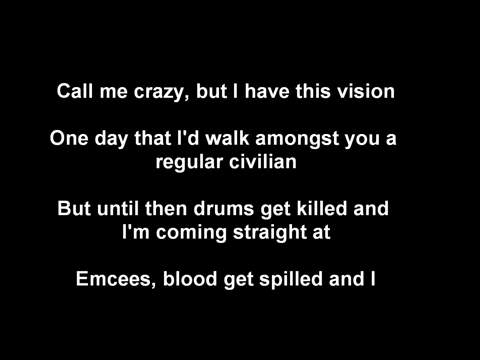 Call me crazy, but I have this vision
One day that I'd walk amongst you a
regular civilian
But until then drums get killed and
I'm coming straight at
Emcees, blood get spilled and I